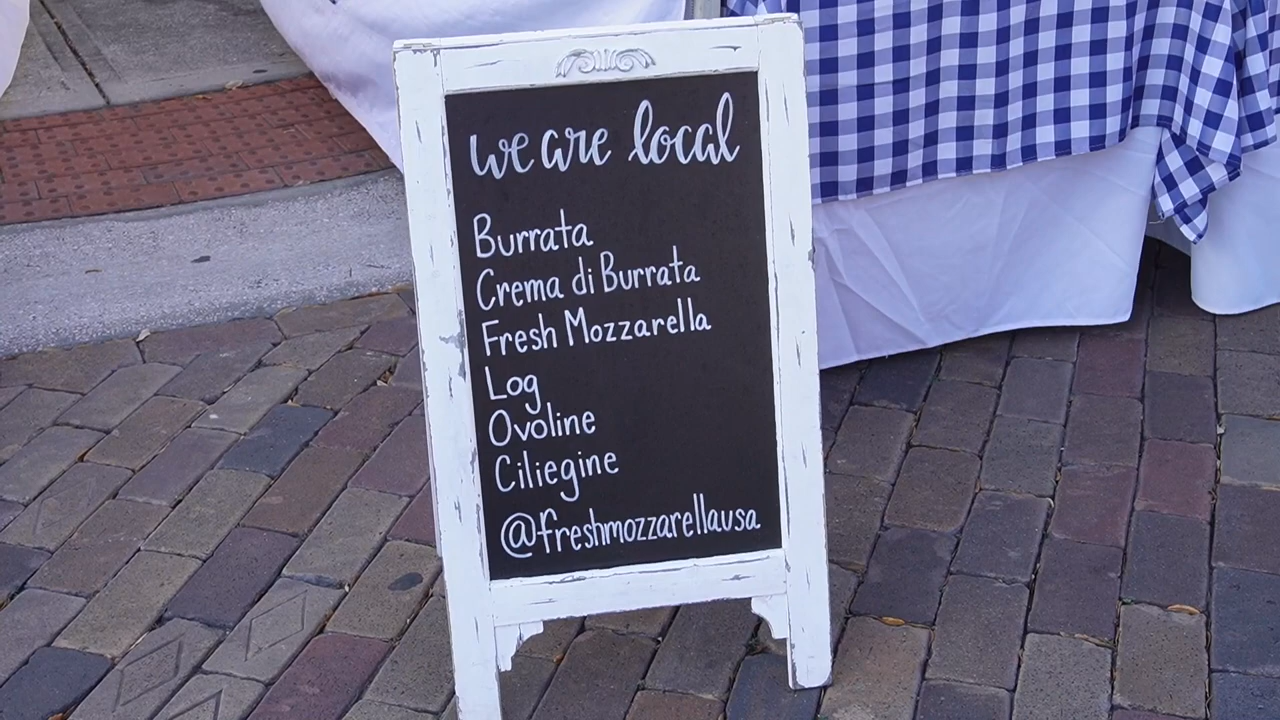 we are local
Burrata
Crema di Burrata
Fresh Mozzarella
Log
Ovoline
Ciliegine
@freshmozzarellausa